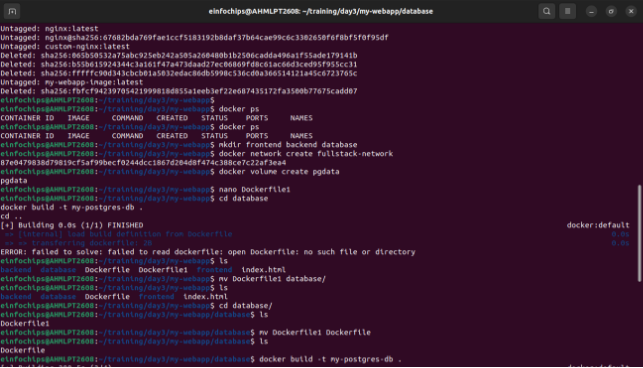 einfochips@AHMLPT2608: ~/training/day3/my-webapp/database
Untagged: nginx:latest
Untagged: nginx@sha256:67682bda769fae1ccf5183192b8daf37b64cae99c6c3302650f6f8bf5f0f95df
Untagged: custom-nginx:latest
Deleted: sha256:065b50532a75abc925eb242a505a260480b1b2506cadda496a1f55ade179141b
Deleted: sha256:b55b615924344c3a161f47a473daad27ec06869fd8c61ac66d3ced95f955cc31
Deleted: sha256:fffffc90d343cbcb01a5032edac86db5998c536cd0a366514121a45c6723765c
Untagged: my-webapp-image:latest
Deleted: sha256:fbfcf94239705421999818d855a1eeb3ef22e687435172fa3500b77675cadd07
einfochips@AHMLPT2608:~/training/day3/my-webapp$
einfochips@AHMLPT2608:~/training/day3/my-webapp$ docker ps
CONTAINER ID IMAGE COMMAND CREATED STATUS PORTS NAMES
einfochips@AHMLPT2608:~/training/day3/my-webapp$ docker ps
CONTAINER ID IMAGE COMMAND CREATED STATUS PORTS NAMES
einfochips@AHMLPT2608:~/training/day3/my-webapp$ mkdir frontend backend database
einfochips@AHMLPT2608:~/training/day3/my-webapp$ docker network create fullstack-network
87e0479838d79819cf5af99becf0244dcc1867d204d8f474c388ce7c22af3ea4
einfochips@AHMLPT2608:~/training/day3/my-webapp$ docker volume create pgdata
pgdata
einfochips@AHMLPT2608:~/training/day3/my-webapp$ nano Dockerfile1
einfochips@AHMLPT2608:~/training/day3/my-webapp$ cd database
docker build -t my-postgres-db .
cd ..
[+] Building 0.0s (1/1) FINISHED docker:default
=> [internal] load build definition from Dockerfile 0.0s
=> => transferring dockerfile: 2B 0.0s
ERROR: failed to solve: failed to read dockerfile: open Dockerfile: no such file or directory
einfochips@AHMLPT2608:~/training/day3/my-webapp$ ls
backend database Dockerfile Dockerfile1 frontend index.html
einfochips@AHMLPT2608:~/training/day3/my-webapp$ mv Dockerfile1 database/
einfochips@AHMLPT2608:~/training/day3/my-webapp$ ls
backend database Dockerfile frontend index.html
einfochips@AHMLPT2608:~/training/day3/my-webapp$ cd database/
einfochips@AHMLPT2608:~/training/day3/my-webapp/database$ ls
Dockerfile1
einfochips@AHMLPT2608:~/training/day3/my-webapp/database$ mv Dockerfile1 Dockerfile
einfochips@AHMLPT2608:~/training/day3/my-webapp/database$ ls
Dockerfile
einfochips@AHMLPT2608:~/training/day3/my-webapp/database$ docker build -t my-postgres-db .